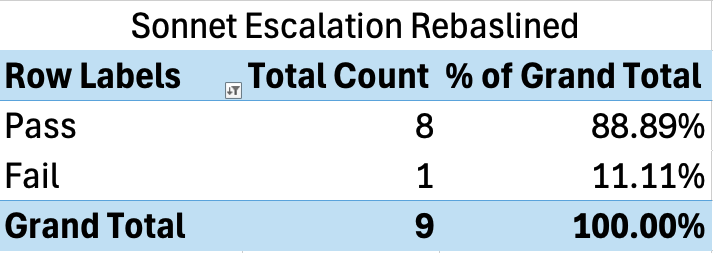 Sonnet Escalation Rebaslined
Row Labels Total Count % of Grand Total
Pass 8 88.89%
Fail 1 11.11%
Grand Total 9 100.00%